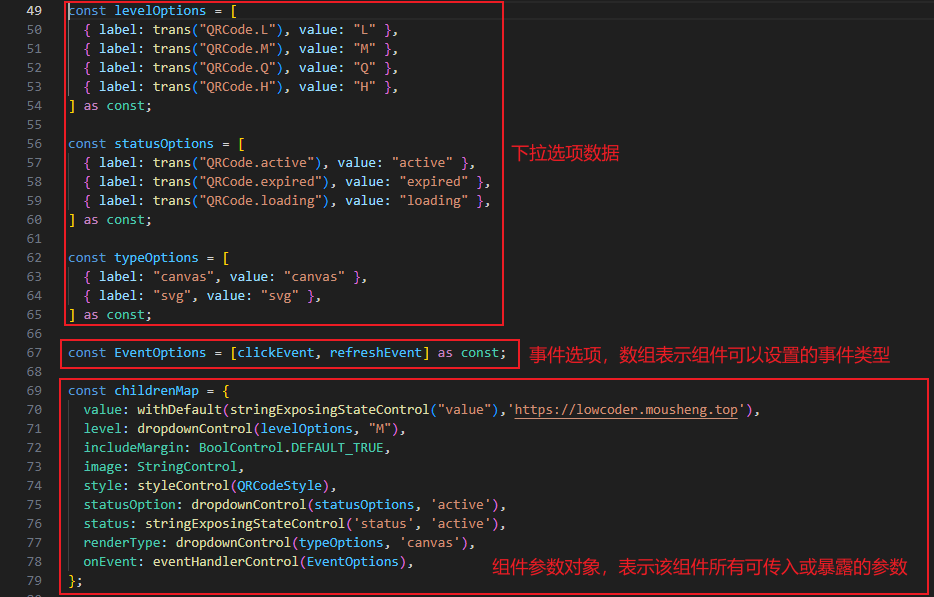 49 const levelOptions = [
50 { label: trans("QRCode.L"), value: "L" },
51 { label: trans("QRCode.M"), value: "M" },
52 { label: trans("QRCode.Q"), value: "Q" },
53 { label: trans("QRCode.H"), value: "H" },
54 ] as const;
55
56 const statusOptions = [
57 { label: trans("QRCode.active"), value: "active" },
下拉选项数据
58 { label: trans("QRCode.expired"), value: "expired" },
59 { label: trans("QRCode.loading"), value: "loading" },
60 ] as const;
61
62 const typeOptions = [
63 { label: "canvas", value: "canvas" },
64 { label: "svg", value: "svg" },
65 ] as const;
66
67 const EventOptions = [clickEvent, refreshEvent] as const;
事件选项，数组表示组件可以设置的事件类型
68
69 const childrenMap = {
70 value: withDefault(stringExposingStateControl("value"),'https://lowcoder.mousheng.top'),
71 level: dropdownControl(levelOptions, "M"),
72 includeMargin: BoolControl.DEFAULT_TRUE,
73 image: StringControl,
74 style: styleControl(QRCodeStyle),
75 statusOption: dropdownControl(statusOptions, 'active'),
76 status: stringExposingStateControl('status', 'active'),
77 renderType: dropdownControl(typeOptions, 'canvas'),
78 onEvent: eventHandlerControl(EventOptions),
组件参数对象，表示该组件所有可传入或暴露的参数
79 };